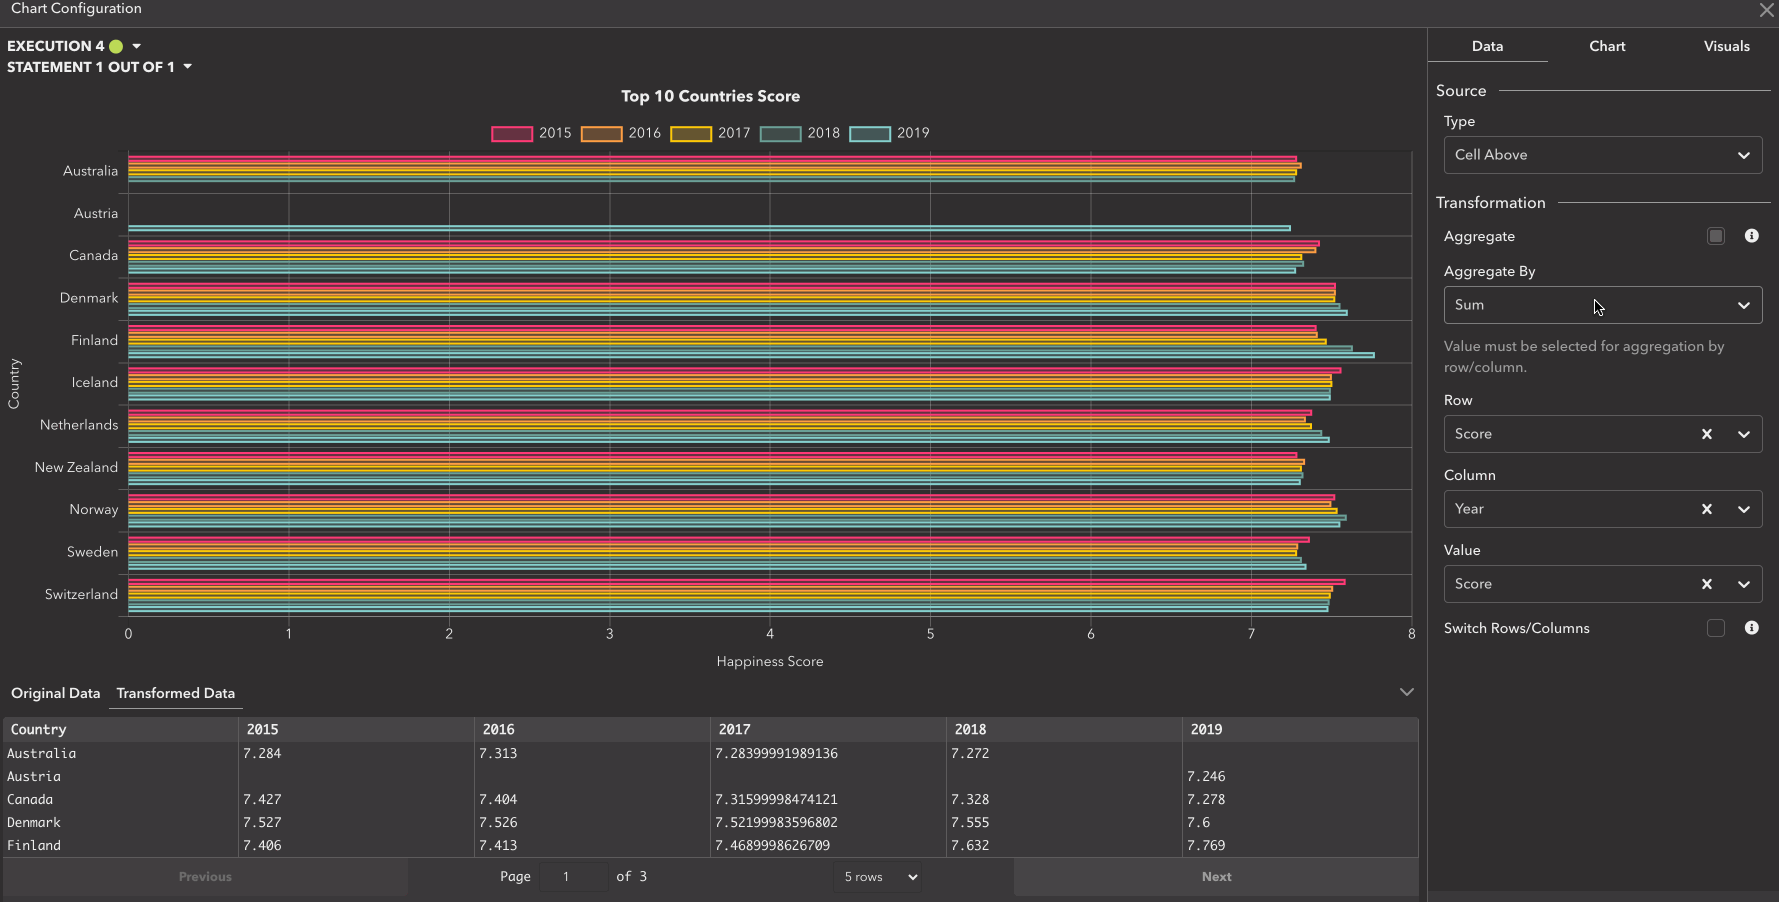 Chart Configuration
EXECUTION 4
STATEMENT 1 OUT OF 1
Top 10 Countries Score
2015 2016 2017 2018 2019
Country
Australia
Austria
Canada
Denmark
Finland
Iceland
Netherlands
New Zealand
Norway
Sweden
Switzerland
0 1 2 3 4 5 6 7 8
Happiness Score
Original Data Transformed Data
Country 2015 2016 2017 2018 2019
Australia 7.284 7.313 7.28399991989136 7.272
Austria 7.246
Canada 7.427 7.404 7.31599998474121 7.328 7.278
Denmark 7.527 7.526 7.52199983596802 7.555 7.6
Finland 7.406 7.413 7.4689998626709 7.632 7.769
Previous Page 1 of 3 5 rows Next
Data Chart Visuals
Source
Type
Cell Above
Transformation
Aggregate
Aggregate By
Sum
Value must be selected for aggregation by
row/column.
Row
Score
Column
Year
Value
Score
Switch Rows/Columns